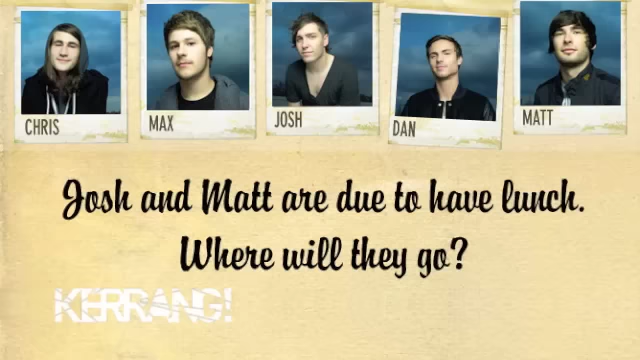 CHRIS
MAX
JOSH
DAN
MATT
Josh and Matt are due to have lunch.
Where will they go?
KERRANG!